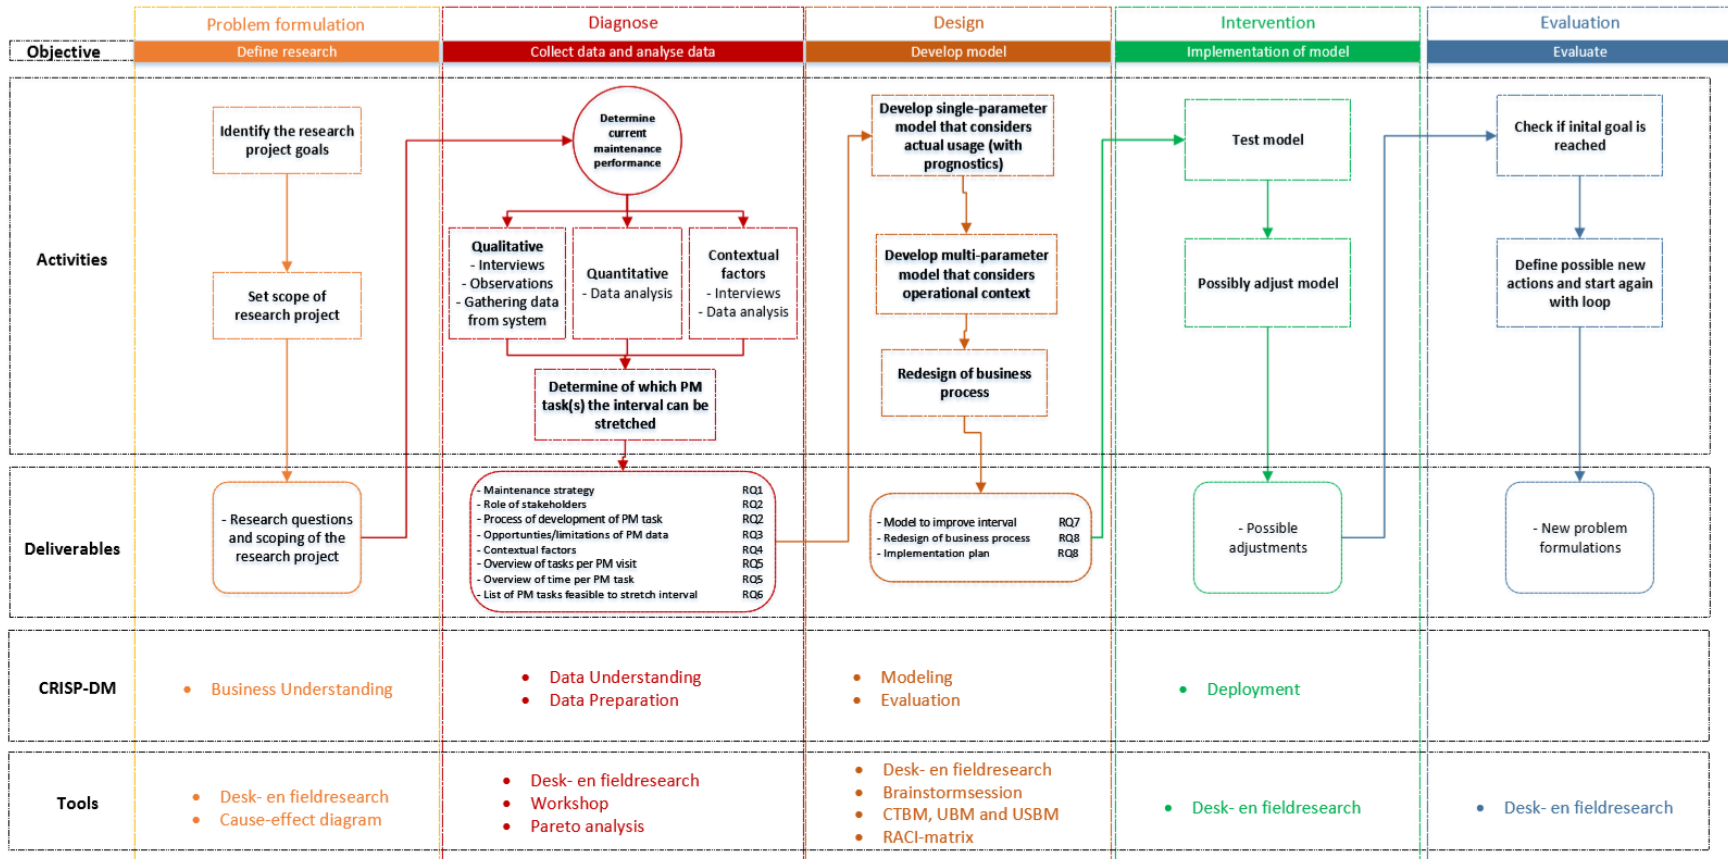 Problem formulation
Diagnose
Design
Intervention
Evaluation
Objective
Define research
Collect data and analyse data
Develop model
Implementation of model
Evaluate
Activities
Identify the research
project goals
Set scope of
research project
Determine
current
maintenance
performance
Qualitative
- Interviews
- Observations
- Gathering data
from system
Quantitative
- Data analysis
Contextual
factors
- Interviews
- Data analysis
Determine of which PM
task(s) the interval can be
stretched
Develop single-parameter
model that considers
actual usage (with
prognostics)
Develop multi-parameter
model that considers
operational context
Redesign of business
process
Test model
Possibly adjust model
Check if inital goal is
reached
Define possible new
actions and start again
with loop
Deliverables
- Research questions
and scoping of the
research project
- Maintenance strategy RQ1
- Role of stakeholders RQ2
- Process of development of PM task RQ2
- Opportunties/limitations of PM data RQ3
- Contextual factors RQ4
- Overview of tasks per PM visit RQ5
- Overview of time per PM task RQ5
- List of PM tasks feasible to stretch interval RQ6
- Model to improve interval RQ7
- Redesign of business process RQ8
- Implementation plan RQ8
- Possible
adjustments
- New problem
formulations
CRISP-DM
• Business Understanding
• Data Understanding
• Data Preparation
• Modeling
• Evaluation
• Deployment
Tools
• Desk- en fieldresearch
• Cause-effect diagram
• Desk- en fieldresearch
• Workshop
• Pareto analysis
• Desk- en fieldresearch
• Brainstormsession
• CTBM, UBM and USBM
• RACI-matrix
• Desk- en fieldresearch
• Desk- en fieldresearch